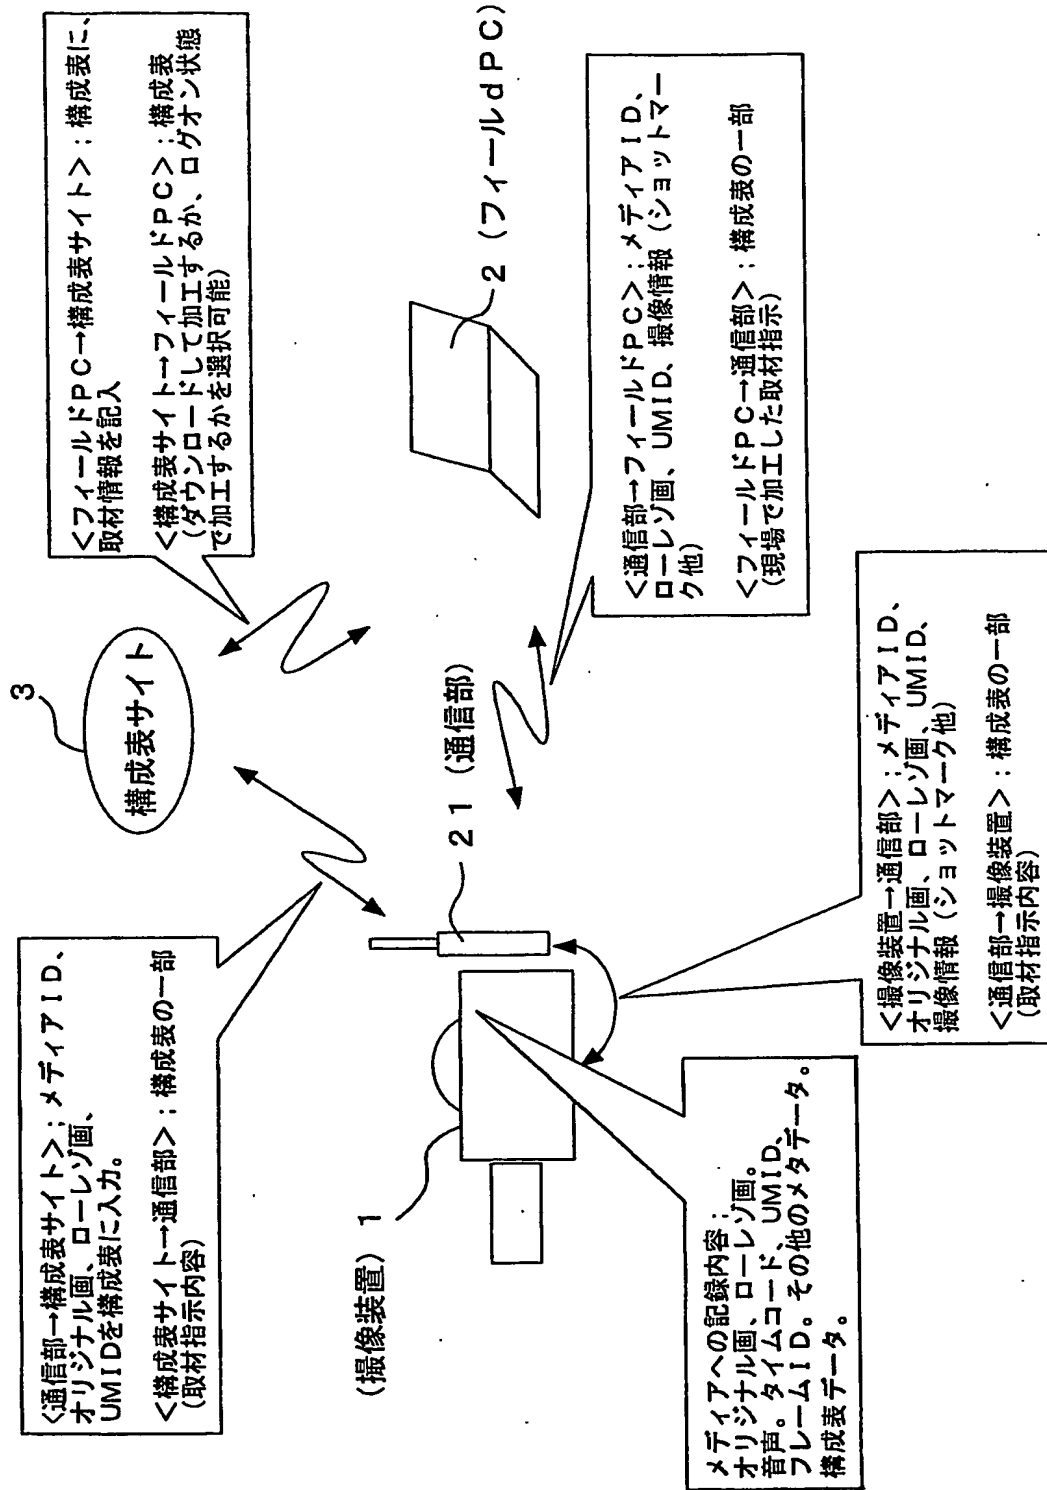 <通信部→構成表サイト>;メディアID、
オリジナル画、ローレゾ画、
UMIDを構成表に入力。
<構成表サイト→通信部>;構成表の一部
(取材指示内容)
3
構成表サイト
<フィールドPC→構成表サイト>;構成表に、
取材情報を記入
<構成表サイト→フィールドPC>;構成表
(ダウンロードして加工するか、ログオン状態
で加工するかを選択可能)
(撮像装置) 1
21 (通信部)
2 (フィールドdPC)
<通信部→フィールドPC>;メディアID、
ローレゾ画、UMID、撮像情報 (ショットマー
ク他)
<フィールドPC→通信部>;構成表の一部
(現場で加工した取材指示)
メディアへの記録内容;
オリジナル画、ローレゾ画。
音声。タイムコード、UMID、
フレームID。その他のメタデータ。
構成表データ。
<撮像装置→通信部>;メディアID、
オリジナル画、ローレゾ画、UMID、
撮像情報 (ショットマーク他)
<通信部→撮像装置>;構成表の一部
(取材指示内容)